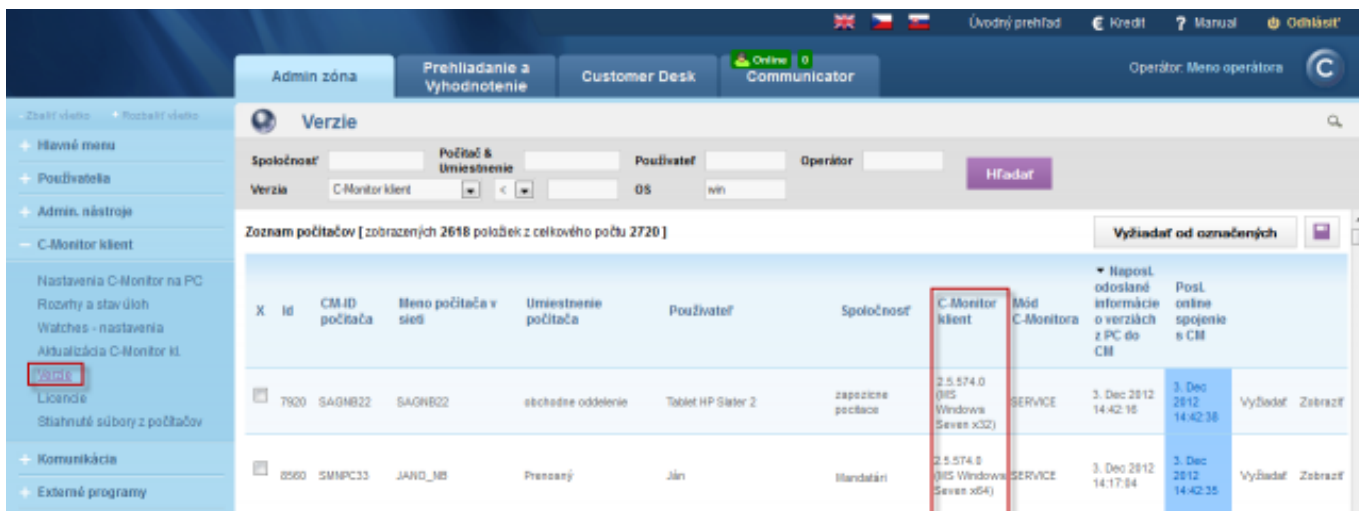 Úvodný prehľad € Kredit ? Manual Odhlásiť
Admin zóna
Prehliadanie a
Vyhodnotenie
Customer Desk
Online 0
Communicator
Operátor: Meno operátora
Zbaliť všetko Rozbaliť všetko
Hlavné menu
Používatelia
Admin. nástroje
C-Monitor klient
Nastavenia C-Monitor na PC
Rozvrhy a stav úloh
Watches - nastavenia
Aktualizácia C-Monitor kl.
Verzie
Licencie
Stiahnuté súbory z počítačov
Komunikácia
Externé programy
Verzie
Spoločnosť
Počítač &
Umiestnenie
Používateľ
Operátor
Hľadať
Verzia C-Monitor klient < OS win
Zoznam počítačov [ zobrazených 2618 položiek z celkového počtu 2720 ]
Vyžiadať od označených
X Id
CM-ID
počítača
Meno počítača v
sieti
Umiestnenie
počítača
Používateľ
Spoločnosť
C-Monitor
klient
Mód
C-Monitora
Naposl.
odoslané
informácie
o verziách
z PC do
CM
Posl.
online
spojenie
s CM
7920 SAGNB22 SAGNB22 obchodne oddelenie Tablet HP Slater 2
zapozicne
pocitace
2.5.574.0
(MS
Windows
Seven x32)
SERVICE
3. Dec 2012
14:42:16
3. Dec
2012
14:42:38
Vyžiadať Zobraziť
8560 SMNPC33 JANO_NB Prenosný Ján Mandatári
2.5.574.0
(MS Windows
Seven x64)
SERVICE
3. Dec 2012
14:17:04
3. Dec
2012
14:42:35
Vyžiadať Zobraziť